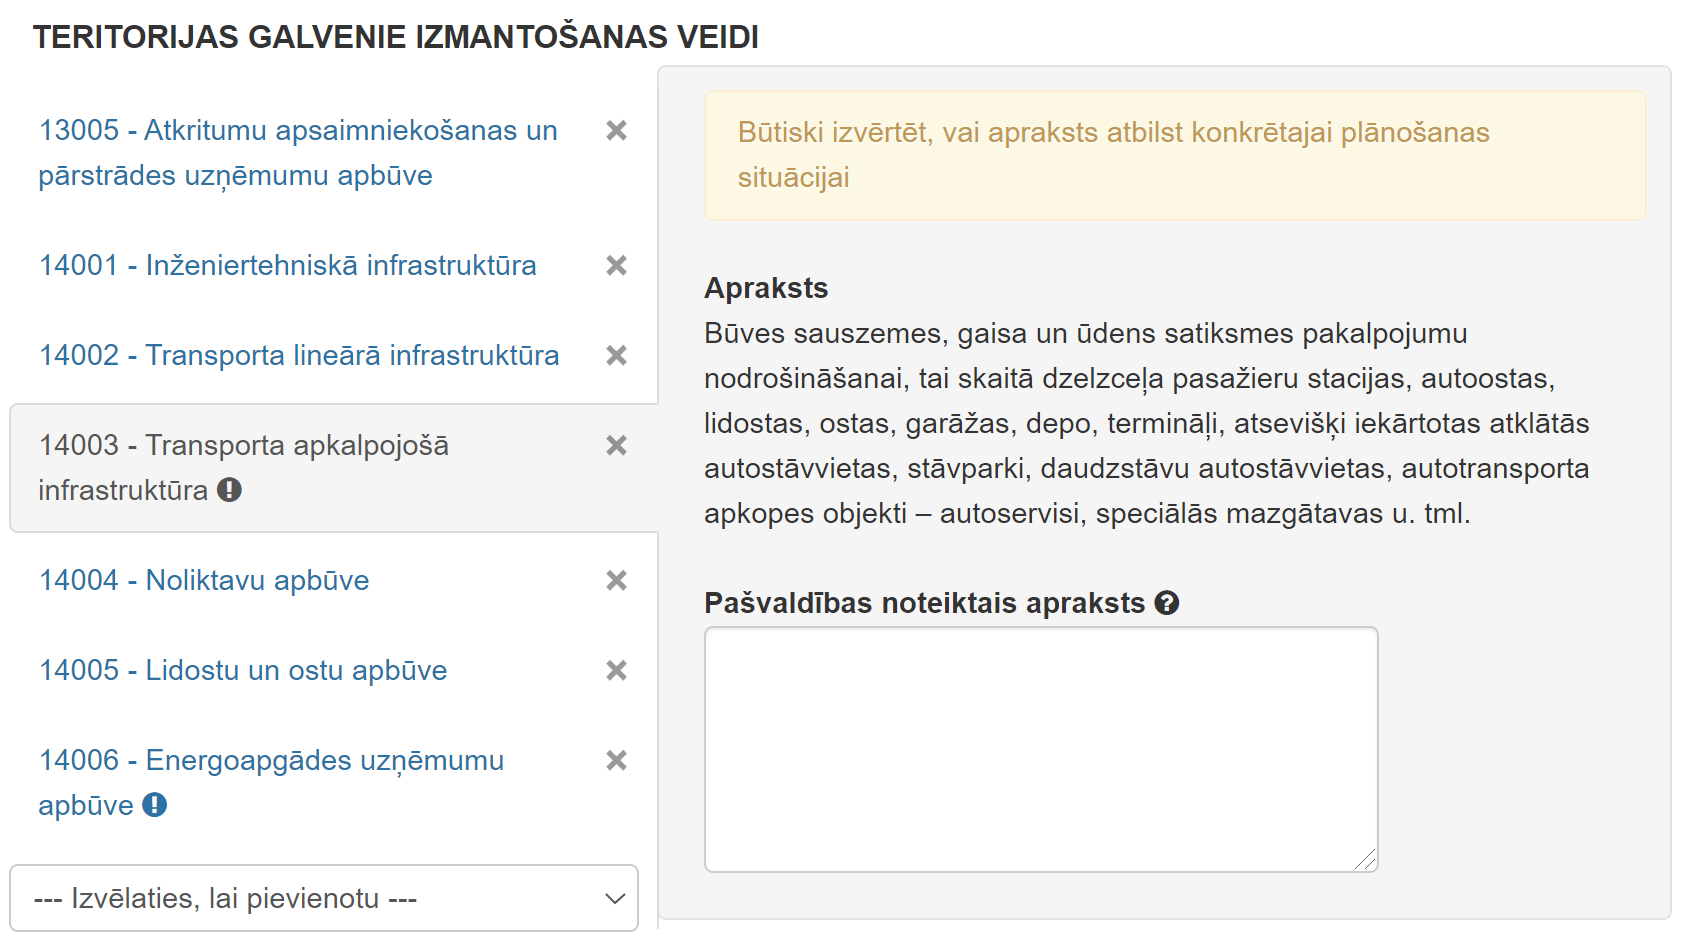 TERITORIJAS GALVENIE IZMANTOŠANAS VEIDI
13005 - Atkritumu apsaimniekošanas un
pārstrādes uzņēmumu apbūve
14001 - Inženiertehniskā infrastruktūra
14002 - Transporta lineārā infrastruktūra
14003 - Transporta apkalpojošā
infrastruktūra
14004 - Noliktavu apbūve
14005 - Lidostu un ostu apbūve
14006 - Energoapgādes uzņēmumu
apbūve
--- Izvēlaties, lai pievienotu ---
Būtiski izvērtēt, vai apraksts atbilst konkrētajai plānošanas
situācijai
Apraksts
Būves sauszemes, gaisa un ūdens satiksmes pakalpojumu
nodrošināšanai, tai skaitā dzelzceļa pasažieru stacijas, autoostas,
lidostas, ostas, garāžas, depo, termināļi, atsevišķi iekārtotas atklātās
autostāvvietas, stāvparki, daudzstāvu autostāvvietas, autotransporta
apkopes objekti – autoservisi, speciālās mazgātavas u. tml.
Pašvaldības noteiktais apraksts